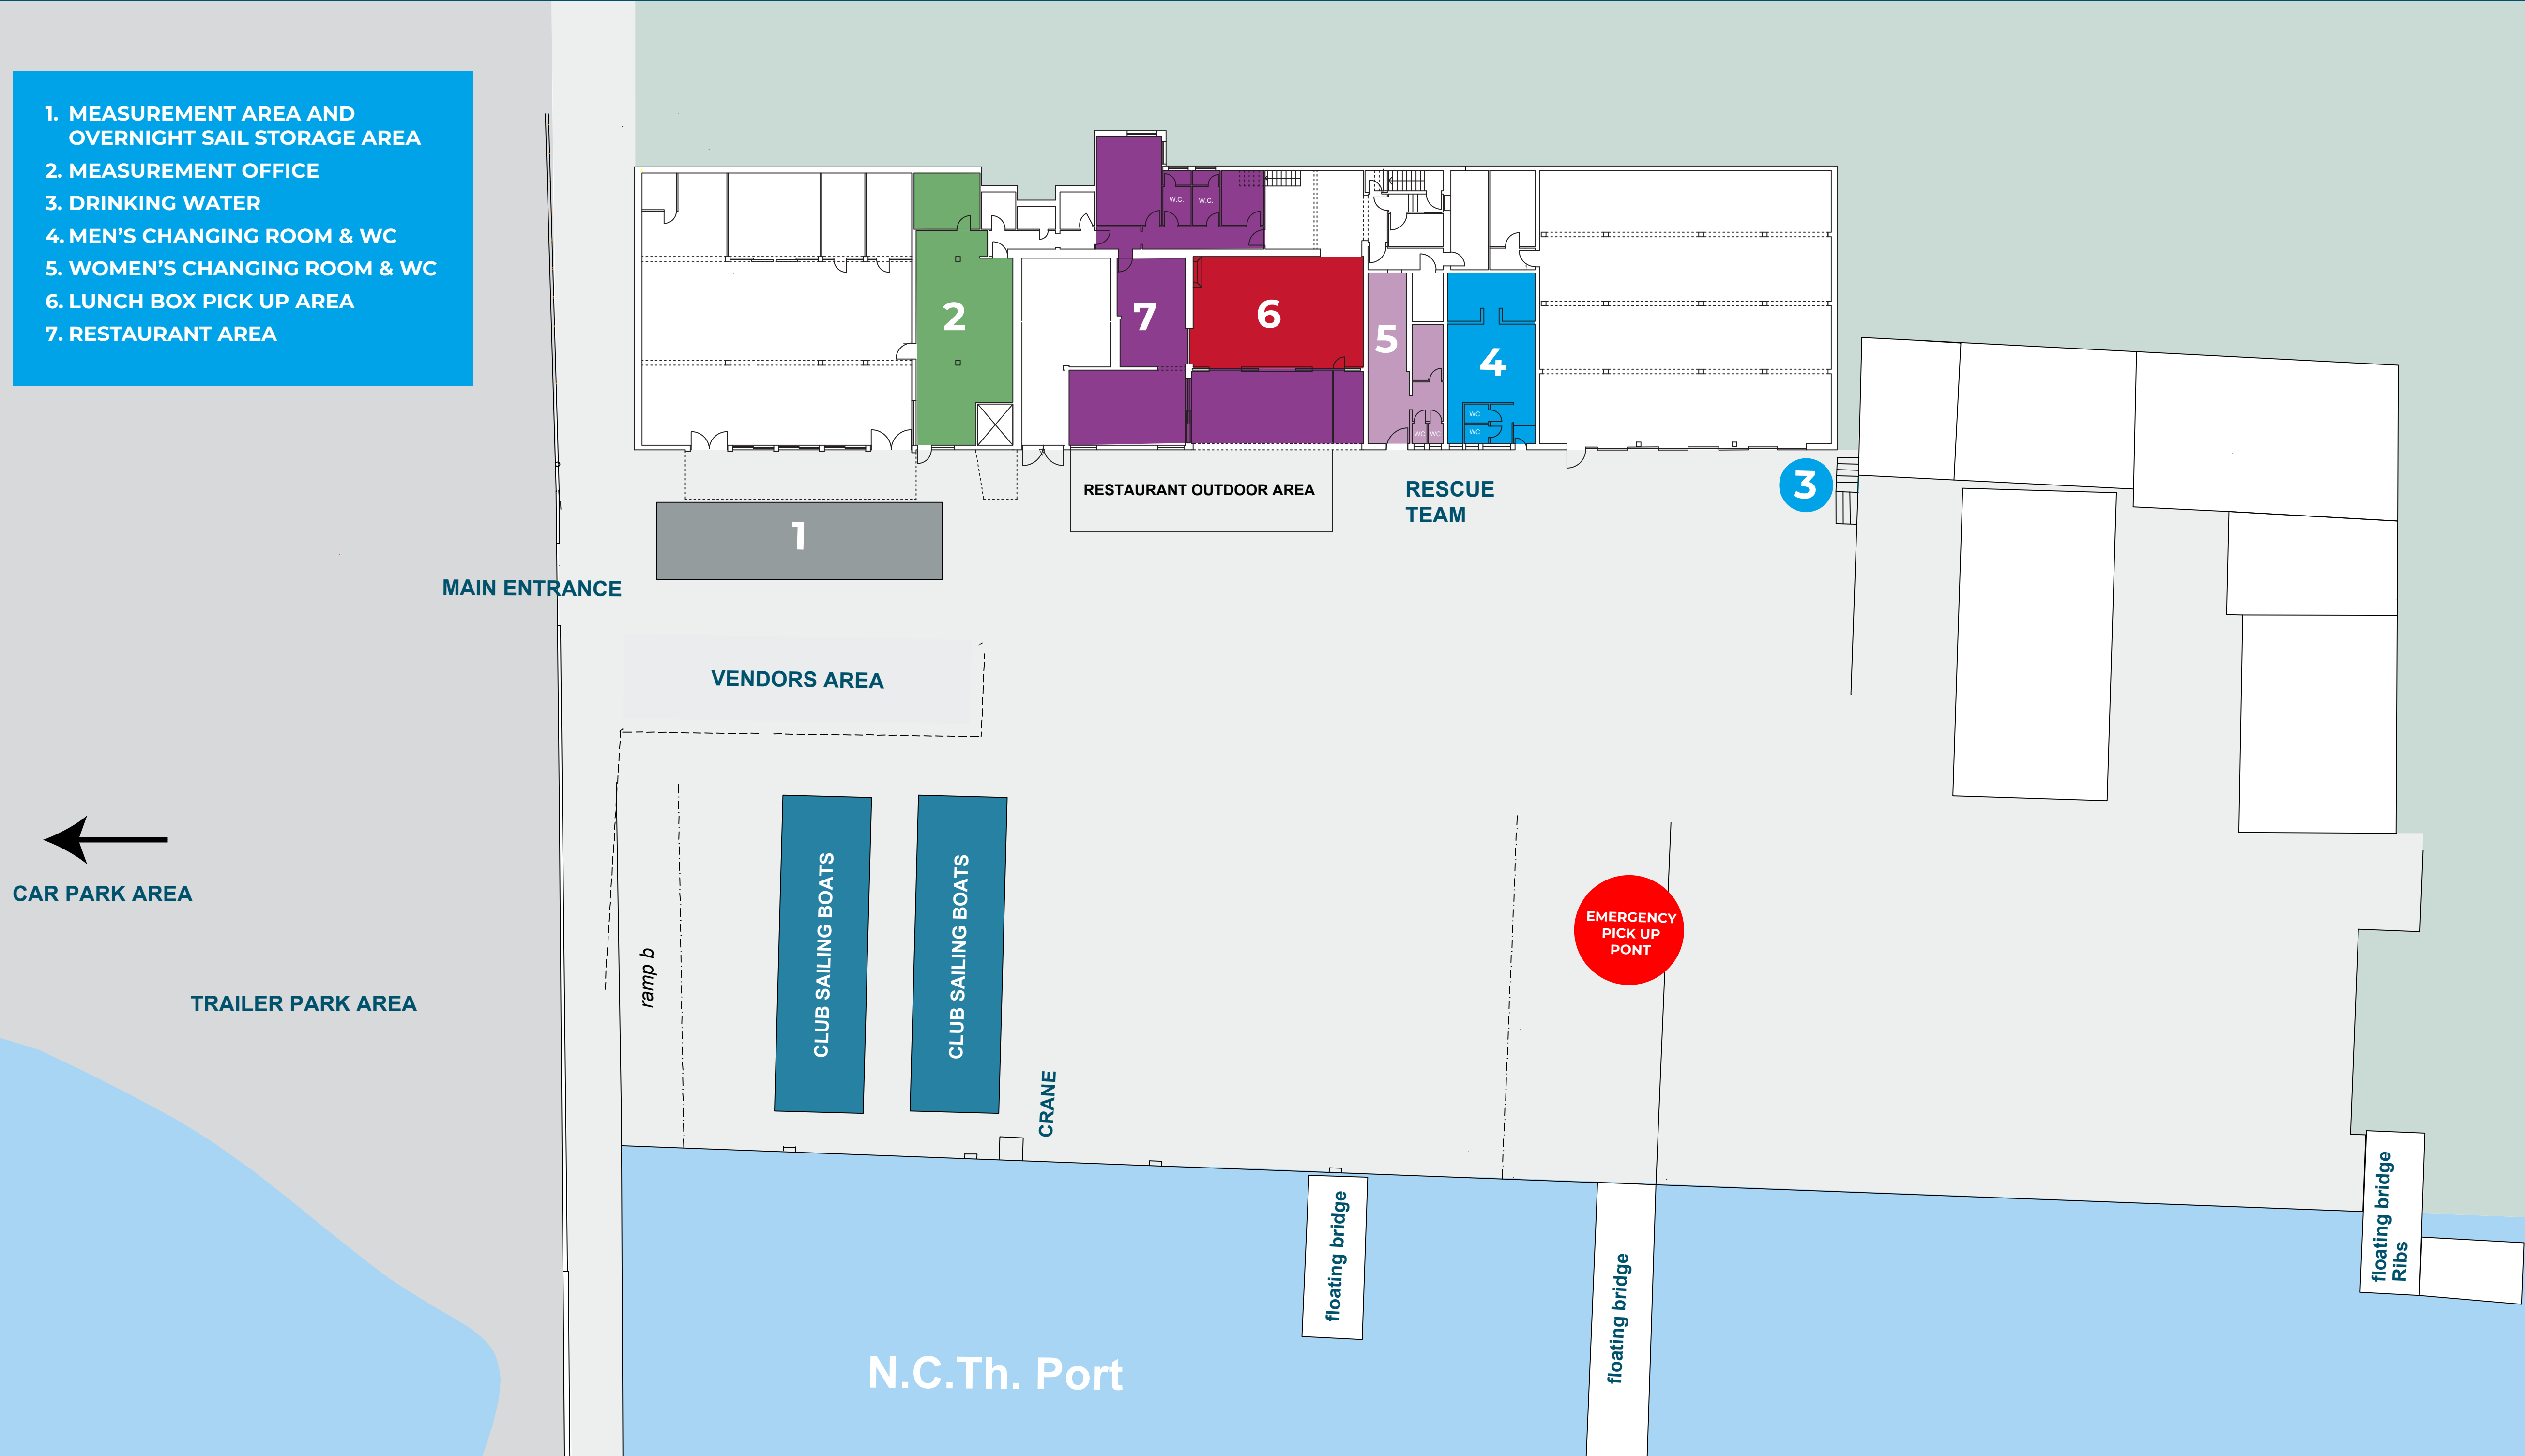 1. MEASUREMENT AREA AND
OVERNIGHT SAIL STORAGE AREA
2. MEASUREMENT OFFICE
3. DRINKING WATER
4. MEN'S CHANGING ROOM & WC
5. WOMEN'S CHANGING ROOM & WC
6. LUNCH BOX PICK UP AREA
7. RESTAURANT AREA
W.C.
W.C.
2
7
6
5
4
WC
WC
WC
WC
3
RESTAURANT OUTDOOR AREA
RESCUE
TEAM
1
MAIN ENTRANCE
VENDORS AREA
CAR PARK AREA
TRAILER PARK AREA
ramp b
CLUB SAILING BOATS
CLUB SAILING BOATS
CRANE
EMERGENCY
PICK UP
PONT
floating bridge
floating bridge
floating bridge
Ribs
N.C.Th. Port